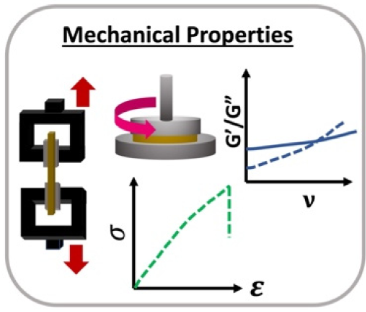 Mechanical Properties
G'/G"
ν
σ
ε